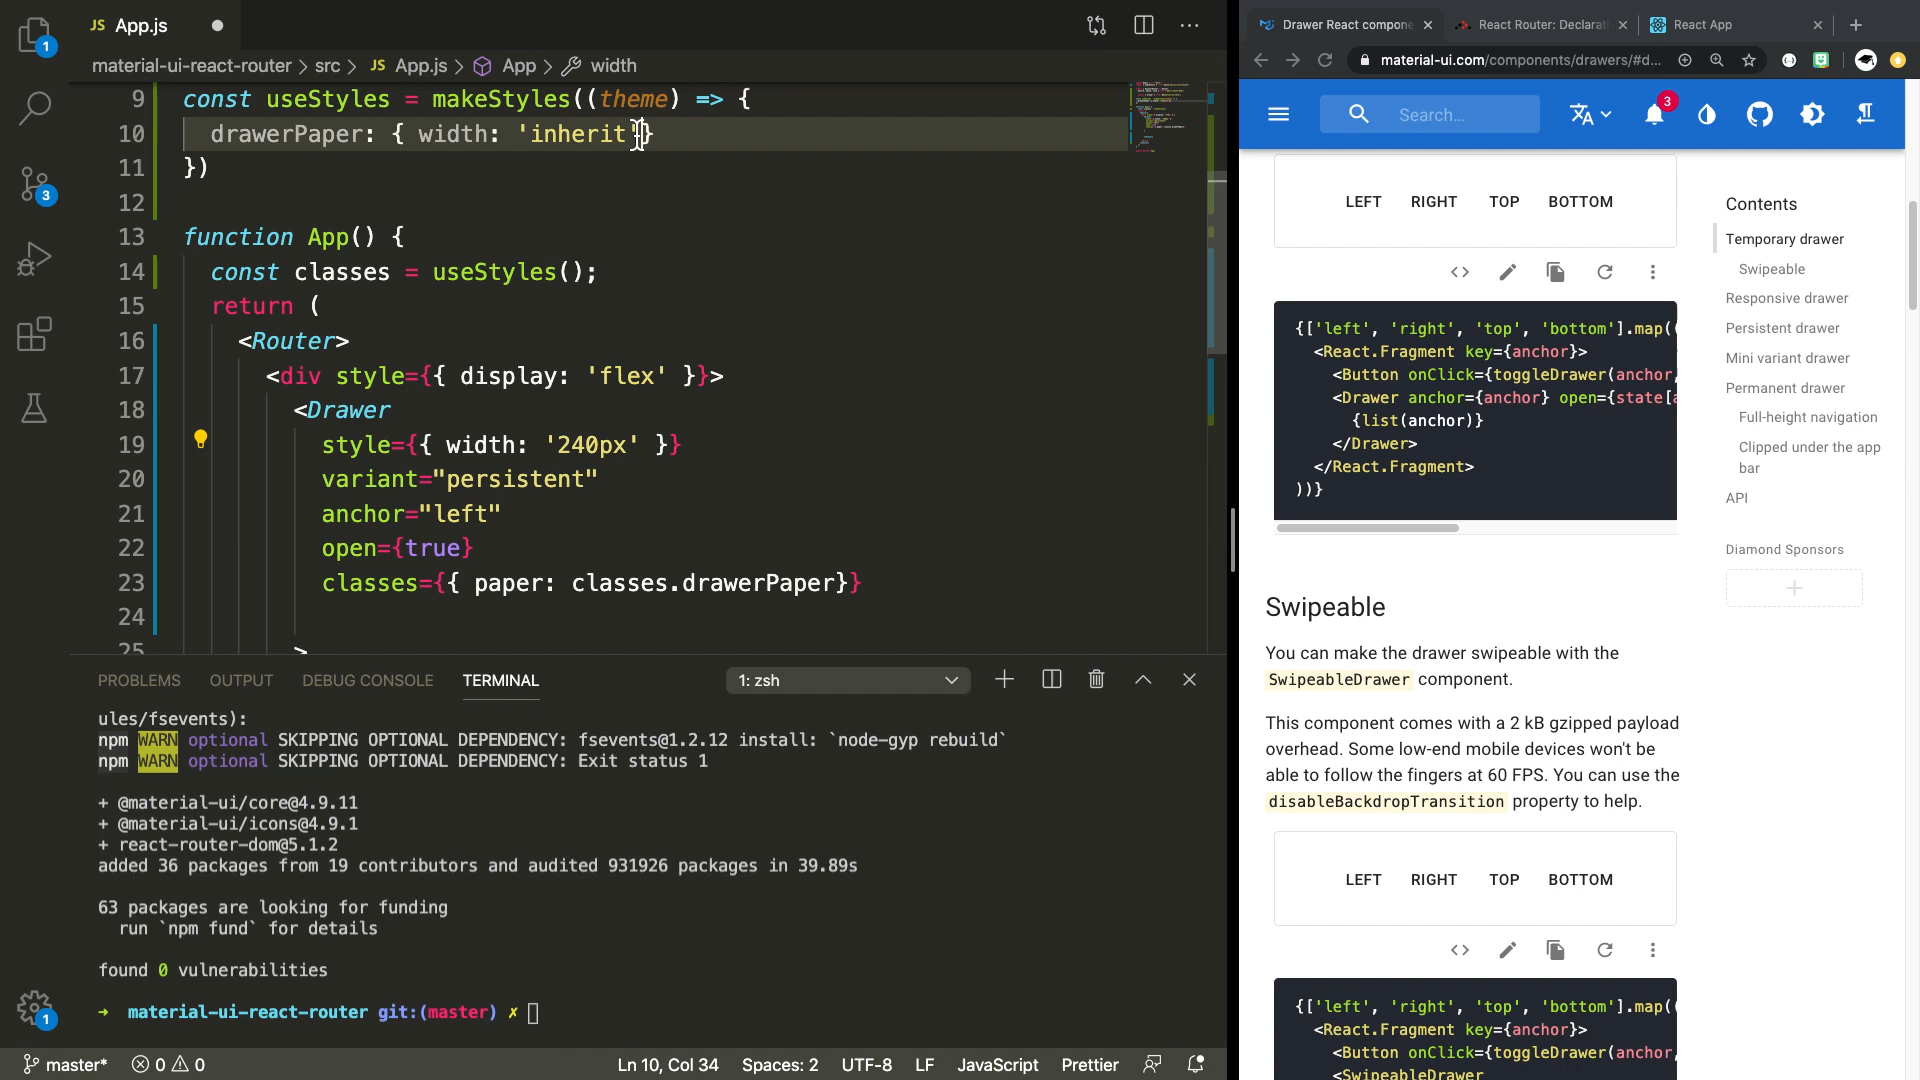 JS App.js
material-ui-react-router > src > JS App.js > App > width
9 const useStyles = makeStyles((theme) => {
10 drawerPaper: { width: 'inherit'}
11 })
12
13 function App() {
14 const classes = useStyles();
15 return (
16 <Router>
17 <div style={{ display: 'flex' }}>
18 <Drawer
19 style={{ width: '240px' }}
20 variant="persistent"
21 anchor="left"
22 open={true}
23 classes={{ paper: classes.drawerPaper}}
24
25 >
1
3
1
PROBLEMS OUTPUT DEBUG CONSOLE TERMINAL 1: zsh
ules/fsevents):
npm WARN optional SKIPPING OPTIONAL DEPENDENCY: fsevents@1.2.12 install: `node-gyp rebuild`
npm WARN optional SKIPPING OPTIONAL DEPENDENCY: Exit status 1
+ @material-ui/core@4.9.11
+ @material-ui/icons@4.9.1
+ react-router-dom@5.1.2
added 36 packages from 19 contributors and audited 931926 packages in 39.89s
63 packages are looking for funding
run `npm fund` for details
found 0 vulnerabilities
→ material-ui-react-router git:(master) ✗
master* 0 0 Ln 10, Col 34 Spaces: 2 UTF-8 LF JavaScript Prettier
Drawer React compone × React Router: Declarati × React App × +
material-ui.com/components/drawers/#d...
Search… 3
LEFT RIGHT TOP BOTTOM
{['left', 'right', 'top', 'bottom'].map((
<React.Fragment key={anchor}>
<Button onClick={toggleDrawer(anchor,
<Drawer anchor={anchor} open={state[a
{list(anchor)}
</Drawer>
</React.Fragment>
))}
Swipeable
You can make the drawer swipeable with the
SwipeableDrawer component.
This component comes with a 2 kB gzipped payload
overhead. Some low-end mobile devices won't be
able to follow the fingers at 60 FPS. You can use the
disableBackdropTransition property to help.
LEFT RIGHT TOP BOTTOM
{['left', 'right', 'top', 'bottom'].map((
<React.Fragment key={anchor}>
<Button onClick={toggleDrawer(anchor,
<SwipeableDrawer
Contents
Temporary drawer
Swipeable
Responsive drawer
Persistent drawer
Mini variant drawer
Permanent drawer
Full-height navigation
Clipped under the app
bar
API
Diamond Sponsors